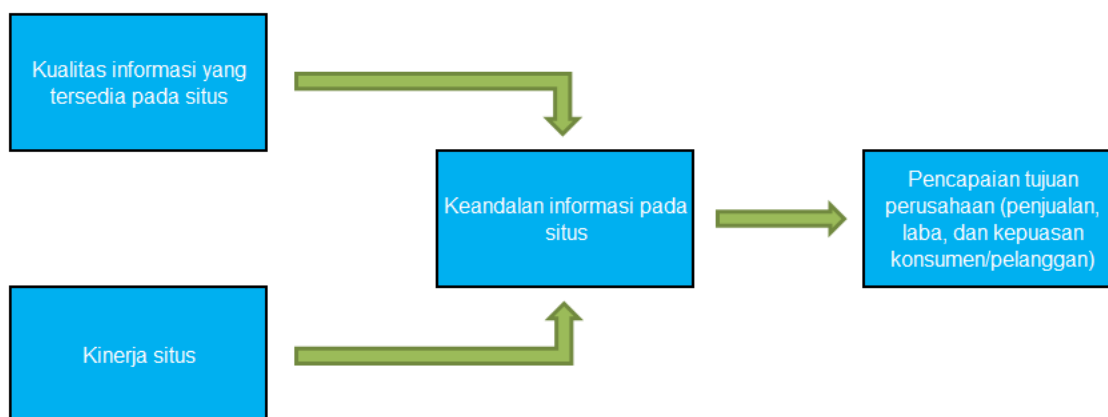 Kualitas informasi yang
tersedia pada situs
Keandalan informasi pada
situs
Pencapaian tujuan
perusahaan (penjualan,
laba, dan kepuasan
konsumen/pelanggan)
Kinerja situs